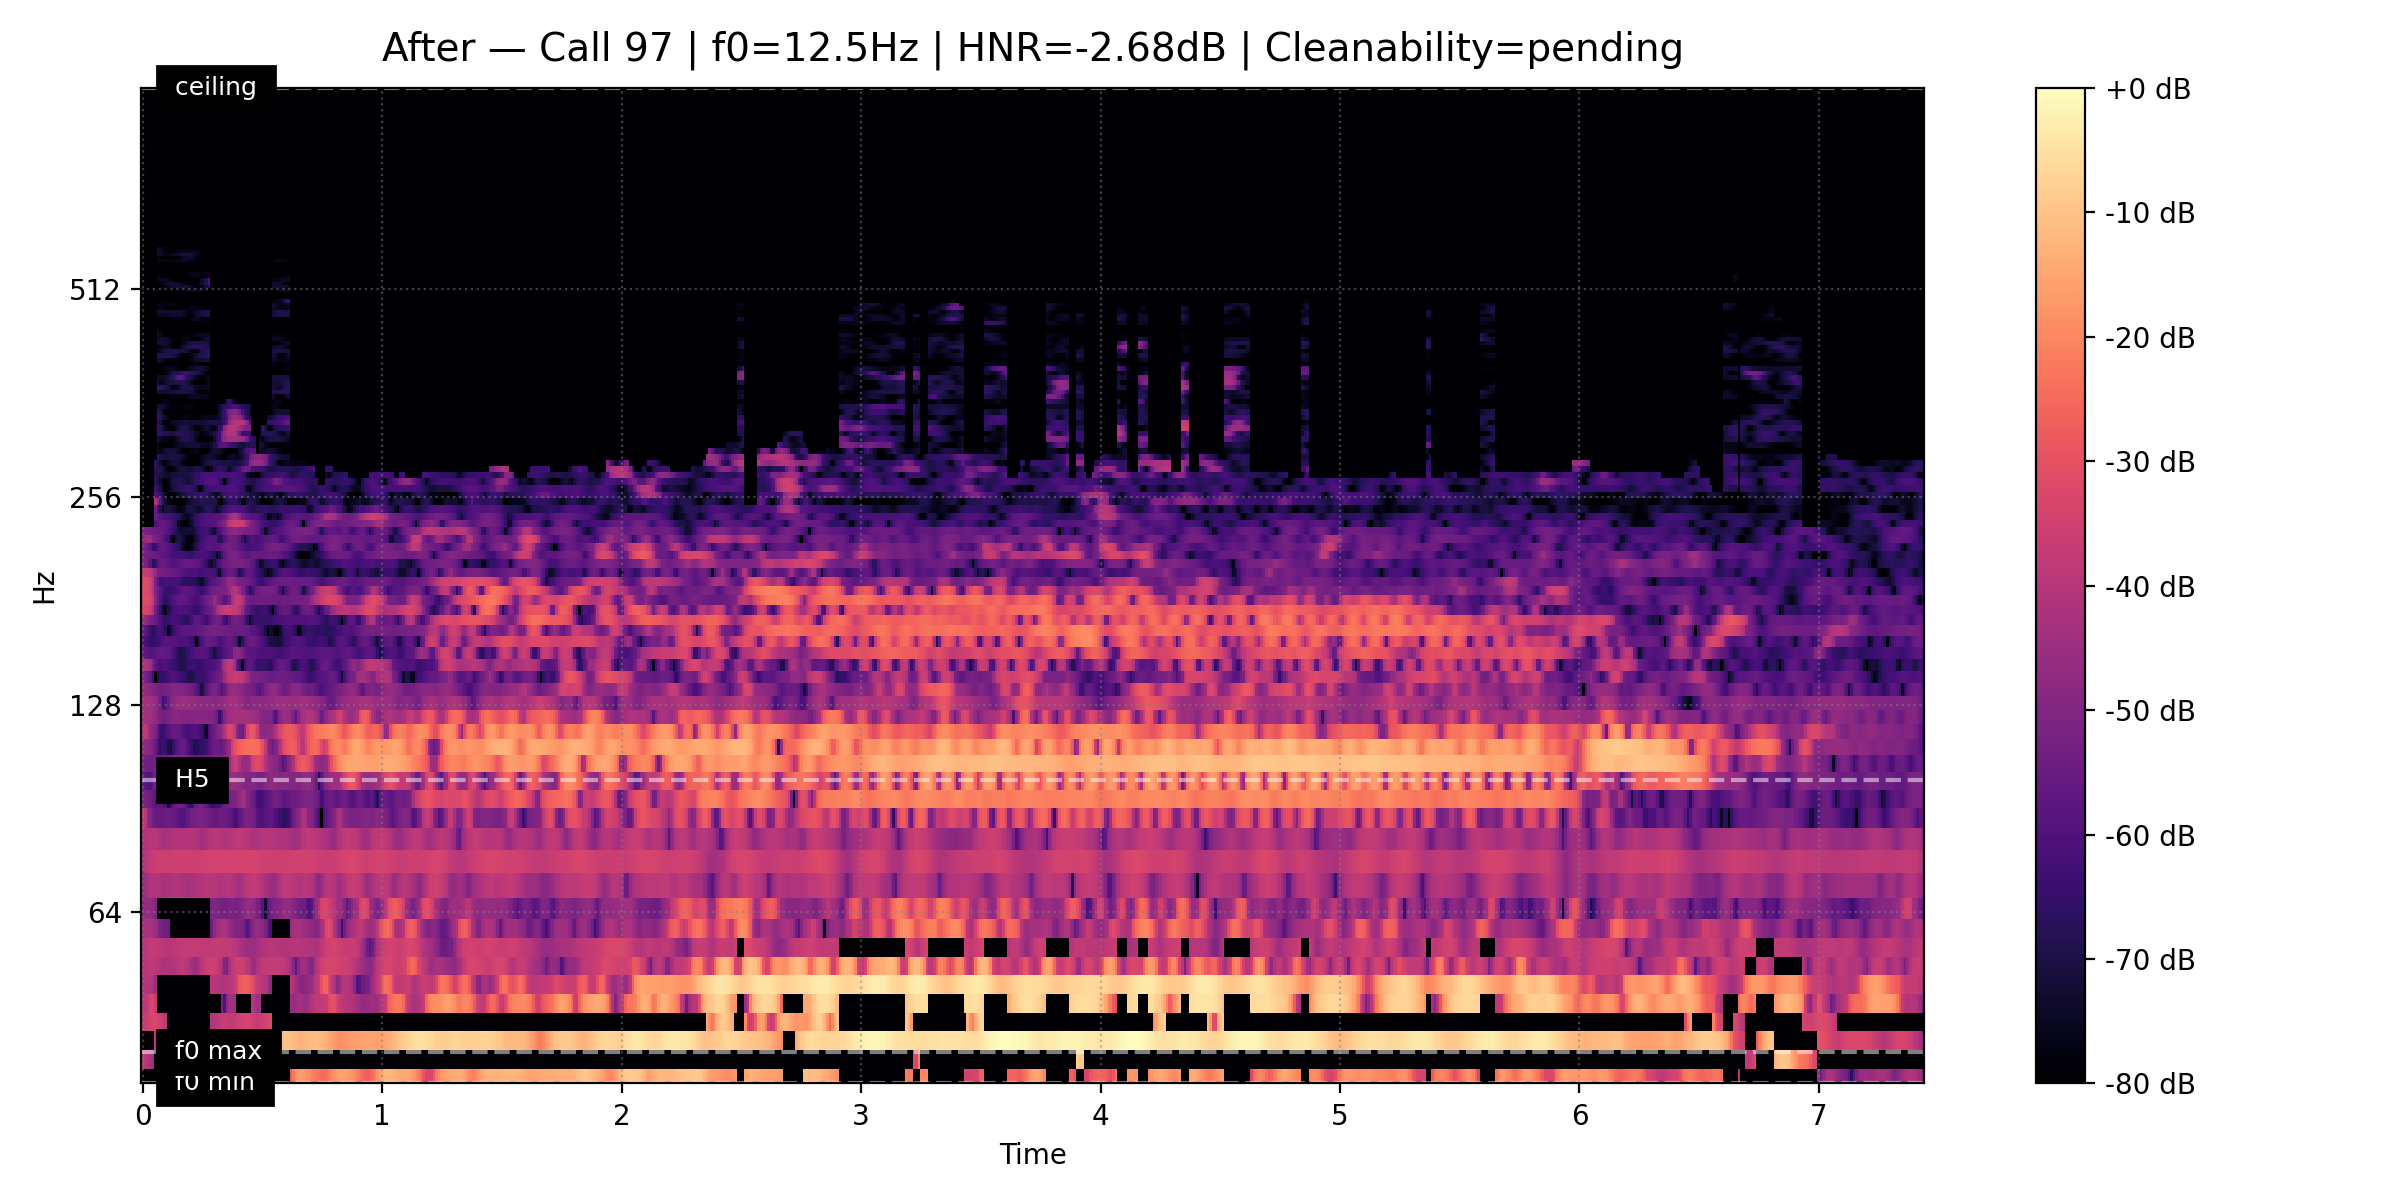 After — Call 97 | f0=12.5Hz | HNR=-2.68dB | Cleanability=pending
ceiling
+0 dB
-10 dB
512
-20 dB
-30 dB
256
Hz
-40 dB
128
-50 dB
H5
-60 dB
64
-70 dB
f0 max
f0 min
-80 dB
0 1 2 3 4 5 6 7
Time